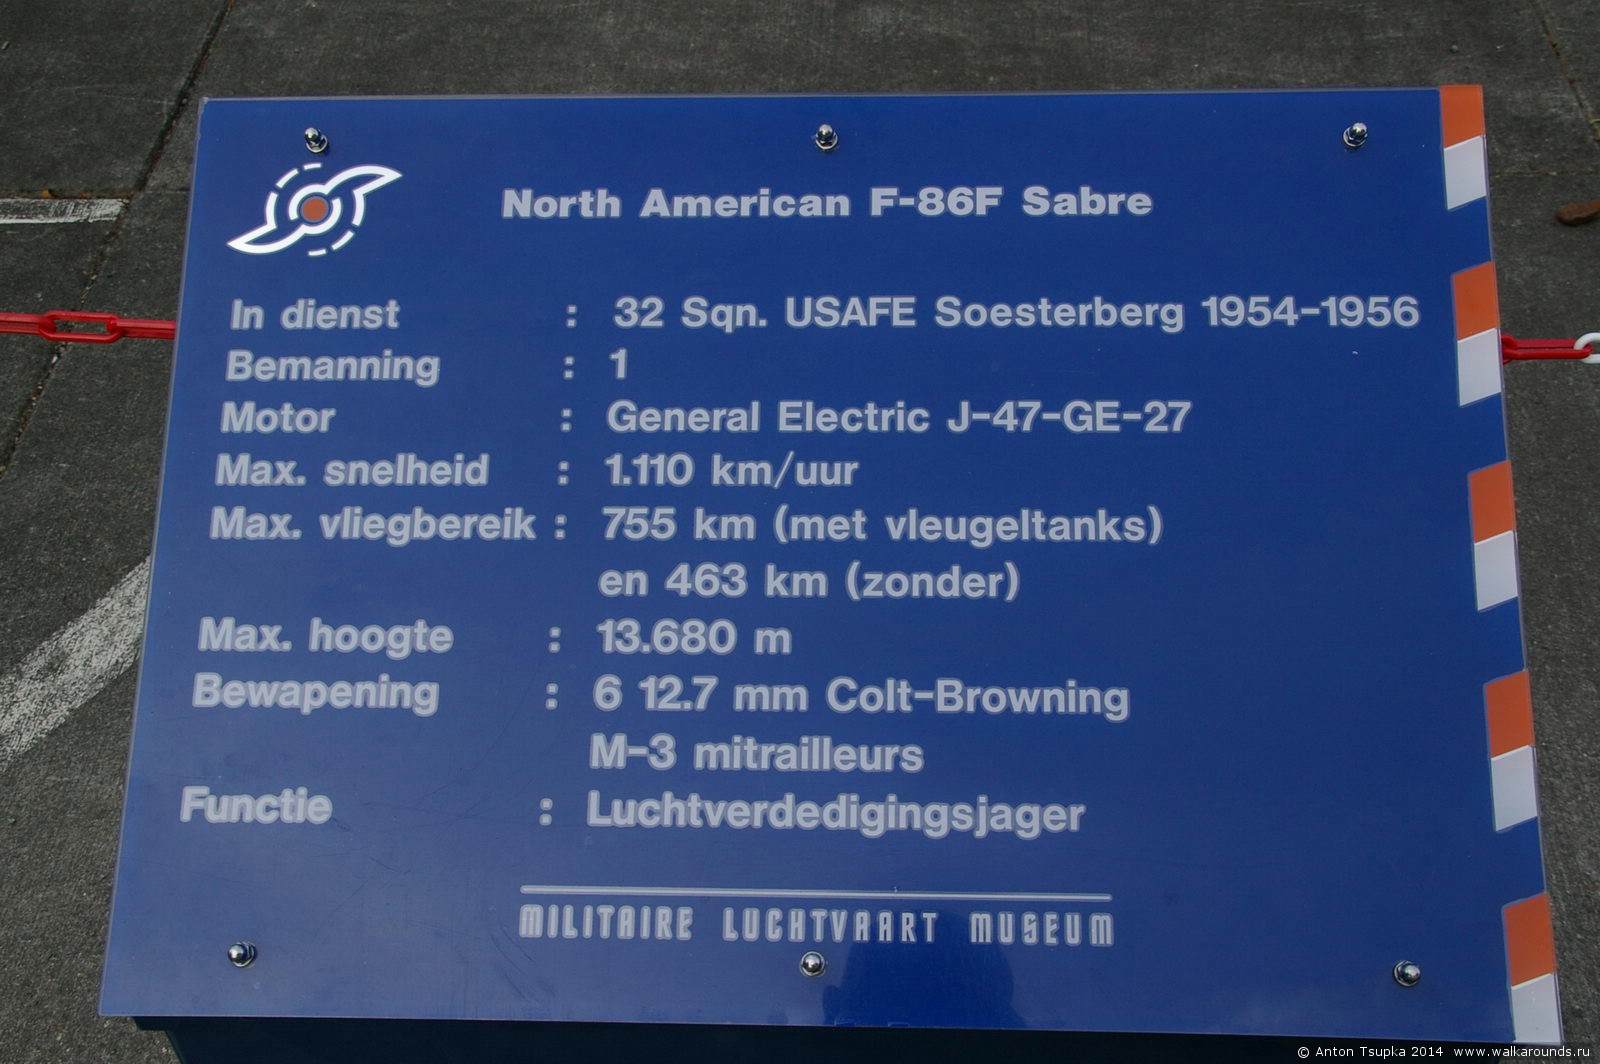 North American F-86F Sabre
In dienst : 32 Sqn. USAFE Soesterberg 1954-1956
Bemanning : 1
Motor : General Electric J-47-GE-27
Max. snelheid : 1.110 km/uur
Max. vliegbereik : 755 km (met vleugeltanks)
en 463 km (zonder)
Max. hoogte : 13.680 m
Bewapening : 6 12.7 mm Colt-Browning
M-3 mitrailleurs
Functie : Luchtverdedigingsjager
MILITAIRE LUCHTVAART MUSEUM
© Anton Tsupka 2014 www.walkarounds.ru